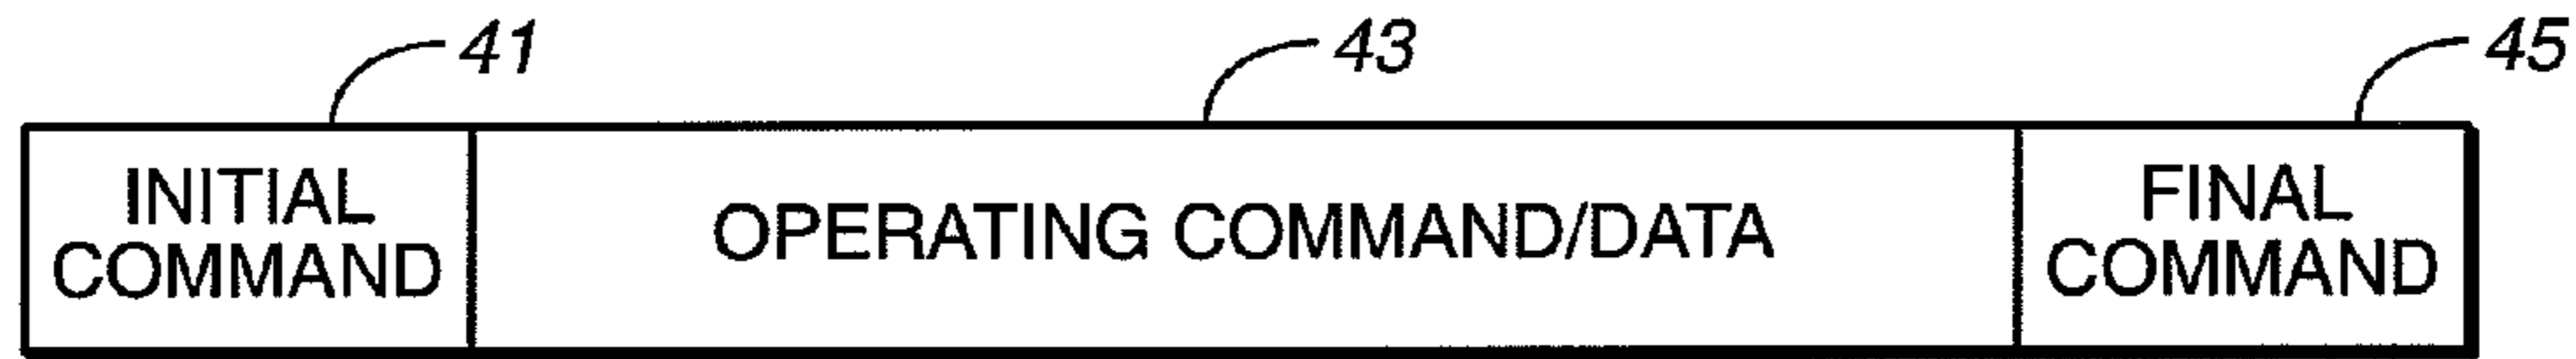 41
43
45
INITIAL
COMMAND
OPERATING COMMAND/DATA
FINAL
COMMAND